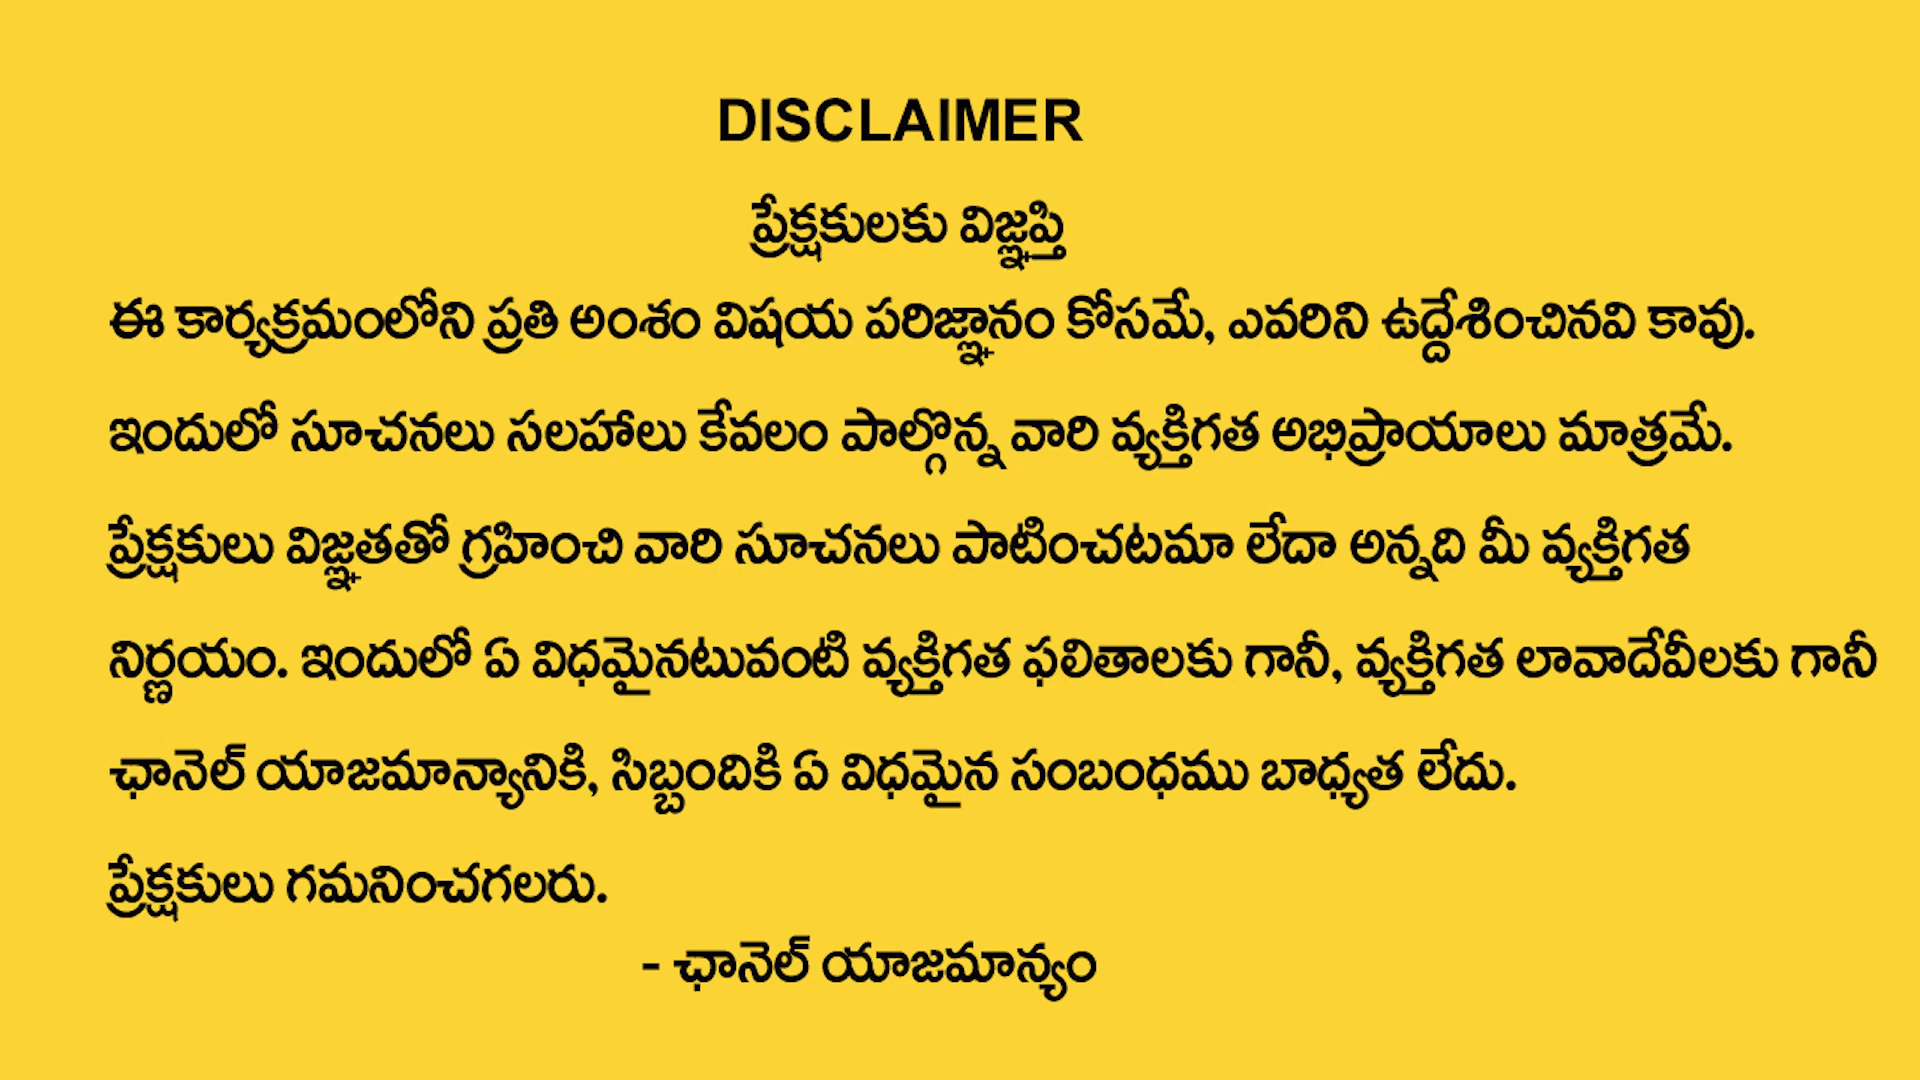 DISCLAIMER
ప్రేక్షకులకు విజ్ఞప్తి
ఈ కార్యక్రమంలోని ప్రతి అంశం విషయ పరిజ్ఞానం కోసమే, ఎవరిని ఉద్దేశించినవి కావు.
ఇందులో సూచనలు సలహాలు కేవలం పాల్గొన్న వారి వ్యక్తిగత అభిప్రాయాలు మాత్రమే.
ప్రేక్షకులు విజ్ఞతతో గ్రహించి వారి సూచనలు పాటించటమా లేదా అన్నది మీ వ్యక్తిగత
నిర్ణయం. ఇందులో ఏ విధమైనటువంటి వ్యక్తిగత ఫలితాలకు గానీ, వ్యక్తిగత లావాదేవీలకు గానీ
ఛానెల్ యాజమాన్యానికి, సిబ్బందికి ఏ విధమైన సంబంధము బాధ్యత లేదు.
ప్రేక్షకులు గమనించగలరు.
- ఛానెల్ యాజమాన్యం